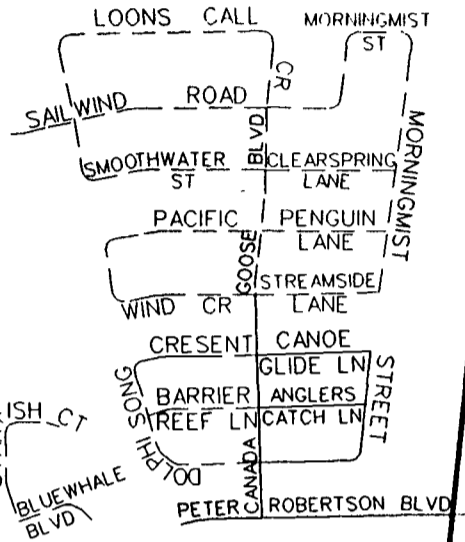 LOONS CALL
CR
MORNINGMIST
ST
SAILWIND ROAD
SMOOTHWATER
ST
CLEARSPRING
LANE
MORNINGMIST
STREET
PACIFIC
WIND CR
PENGUIN
LANE
STREAMSIDE
LANE
CANADA GOOSE BLVD
DOLPHI SONG
CRESENT
CANOE
GLIDE LN
BARRIER
REEF LN
ANGLERS
CATCH LN
ISH CT
BLUEWHALE
BLVD
PETER ROBERTSON BLVD